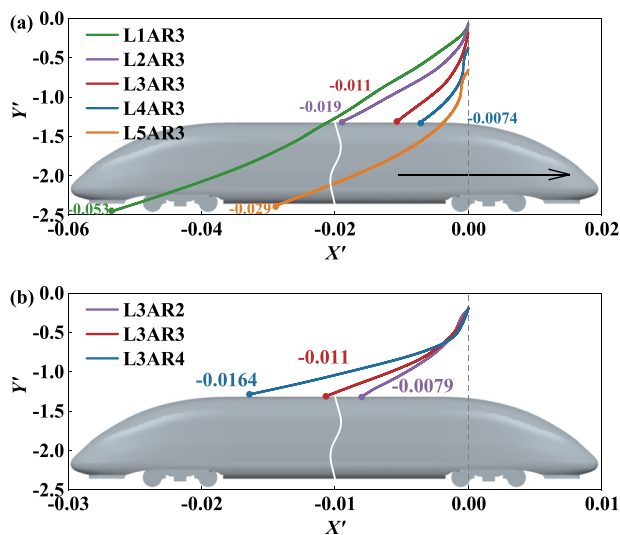 (a)
0.0
-0.5
-1.0
-1.5
-2.0
-2.5
Y′
L1AR3
L2AR3
L3AR3
L4AR3
L5AR3
-0.011
-0.019
-0.0074
-0.053
-0.029
-0.06
-0.04
-0.02
0.00
0.02
X′
(b)
0.0
-0.5
-1.0
-1.5
-2.0
-2.5
Y′
L3AR2
L3AR3
L3AR4
-0.011
-0.0164
-0.0079
-0.03
-0.02
-0.01
0.00
0.01
X′